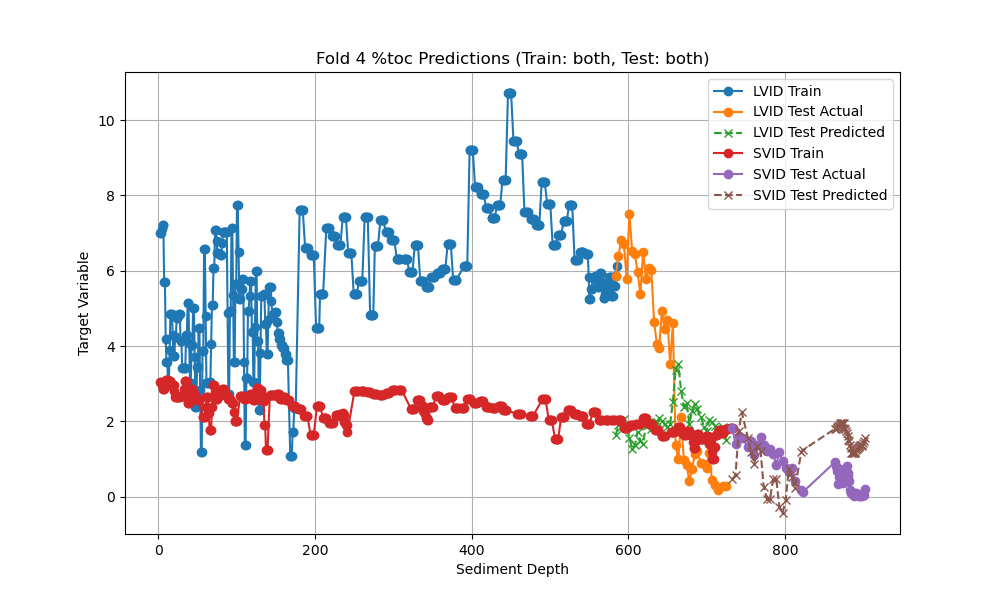 Fold 4 %toc Predictions (Train: both, Test: both)
LVID Train
LVID Test Actual
LVID Test Predicted
SVID Train
SVID Test Actual
SVID Test Predicted
Target Variable
10
8
6
4
2
0
0 200 400 600 800
Sediment Depth